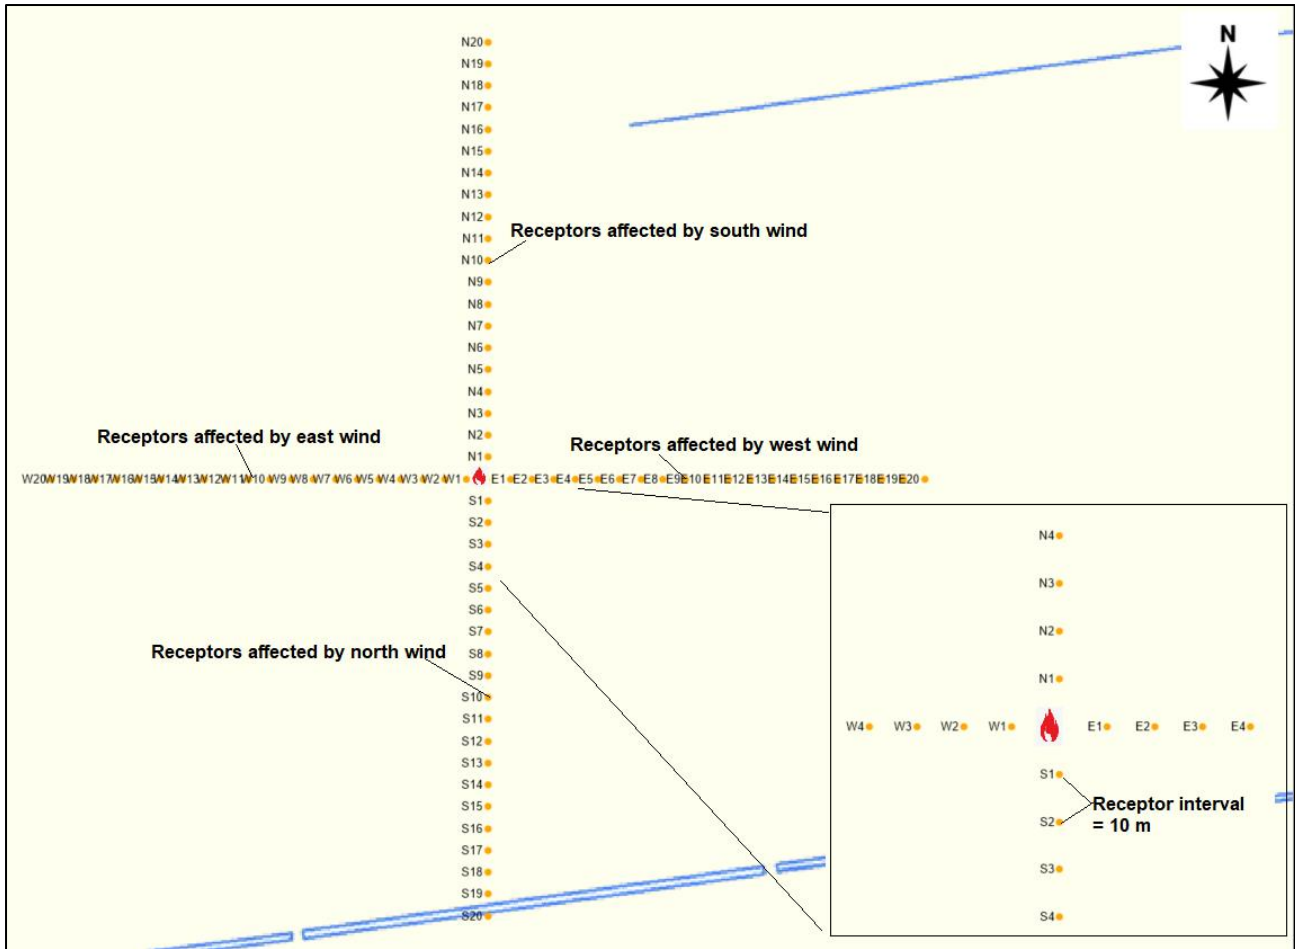 N
N20
N19
N18
N17
N16
N15
N14
N13
N12
N11
Receptors affected by south wind
N10
N9
N8
N7
N6
N5
N4
N3
N2
Receptors affected by east wind
Receptors affected by west wind
N1
W20 W19 W18 W17 W16 W15 W14 W13 W12 W11 W10 W9 W8 W7 W6 W5 W4 W3 W2 W1 E1 E2 E3 E4 E5 E6 E7 E8 E9 E10 E11 E12 E13 E14 E15 E16 E17 E18 E19 E20
S1
S2
S3
S4
S5
S6
S7
Receptors affected by north wind
S8
S9
S10
S11
S12
S13
S14
S15
S16
S17
S18
S19
S20
N4
N3
N2
N1
W4 W3 W2 W1 E1 E2 E3 E4
S1
Receptor interval
= 10 m
S2
S3
S4